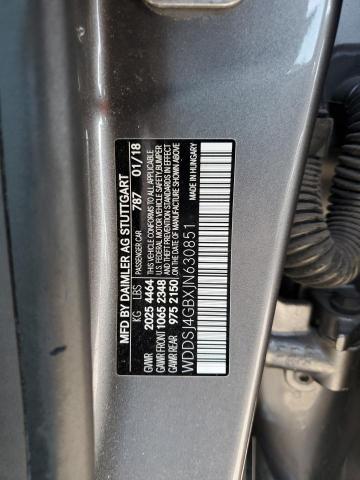 MFD BY DAIMLER AG STUTTGART
PASSENGER CAR 787 01/18
KG LBS
GVWR 2025 4464 THIS VEHICLE CONFORMS TO ALL APPLICABLE
GAWR FRONT 1065 2348 FEDERAL MOTOR VEHICLE SAFETY/BUMPER
GAWR REAR 975 2150 AND THEFT PREVENTION STANDARDS IN EFFECT
ON THE DATE OF MANUFACTURE SHOWN ABOVE
MADE IN HUNGARY
WDDSJ4GBXJN630851